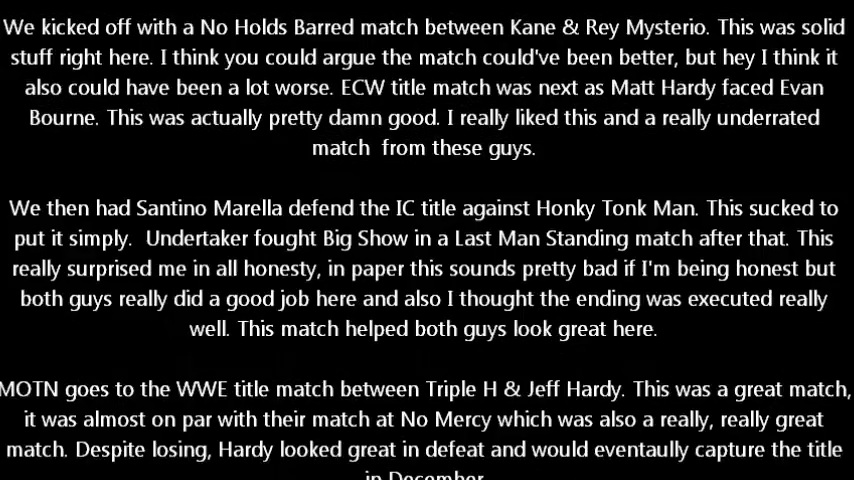 We kicked off with a No Holds Barred match between Kane & Rey Mysterio. This was solid
stuff right here. I think you could argue the match could've been better, but hey I think it
also could have been a lot worse. ECW title match was next as Matt Hardy faced Evan
Bourne. This was actually pretty damn good. I really liked this and a really underrated
match from these guys.
We then had Santino Marella defend the IC title against Honky Tonk Man. This sucked to
put it simply. Undertaker fought Big Show in a Last Man Standing match after that. This
really surprised me in all honesty, in paper this sounds pretty bad if I'm being honest but
both guys really did a good job here and also I thought the ending was executed really
well. This match helped both guys look great here.
MOTN goes to the WWE title match between Triple H & Jeff Hardy. This was a great match,
it was almost on par with their match at No Mercy which was also a really, really great
match. Despite losing, Hardy looked great in defeat and would eventaully capture the title
in December